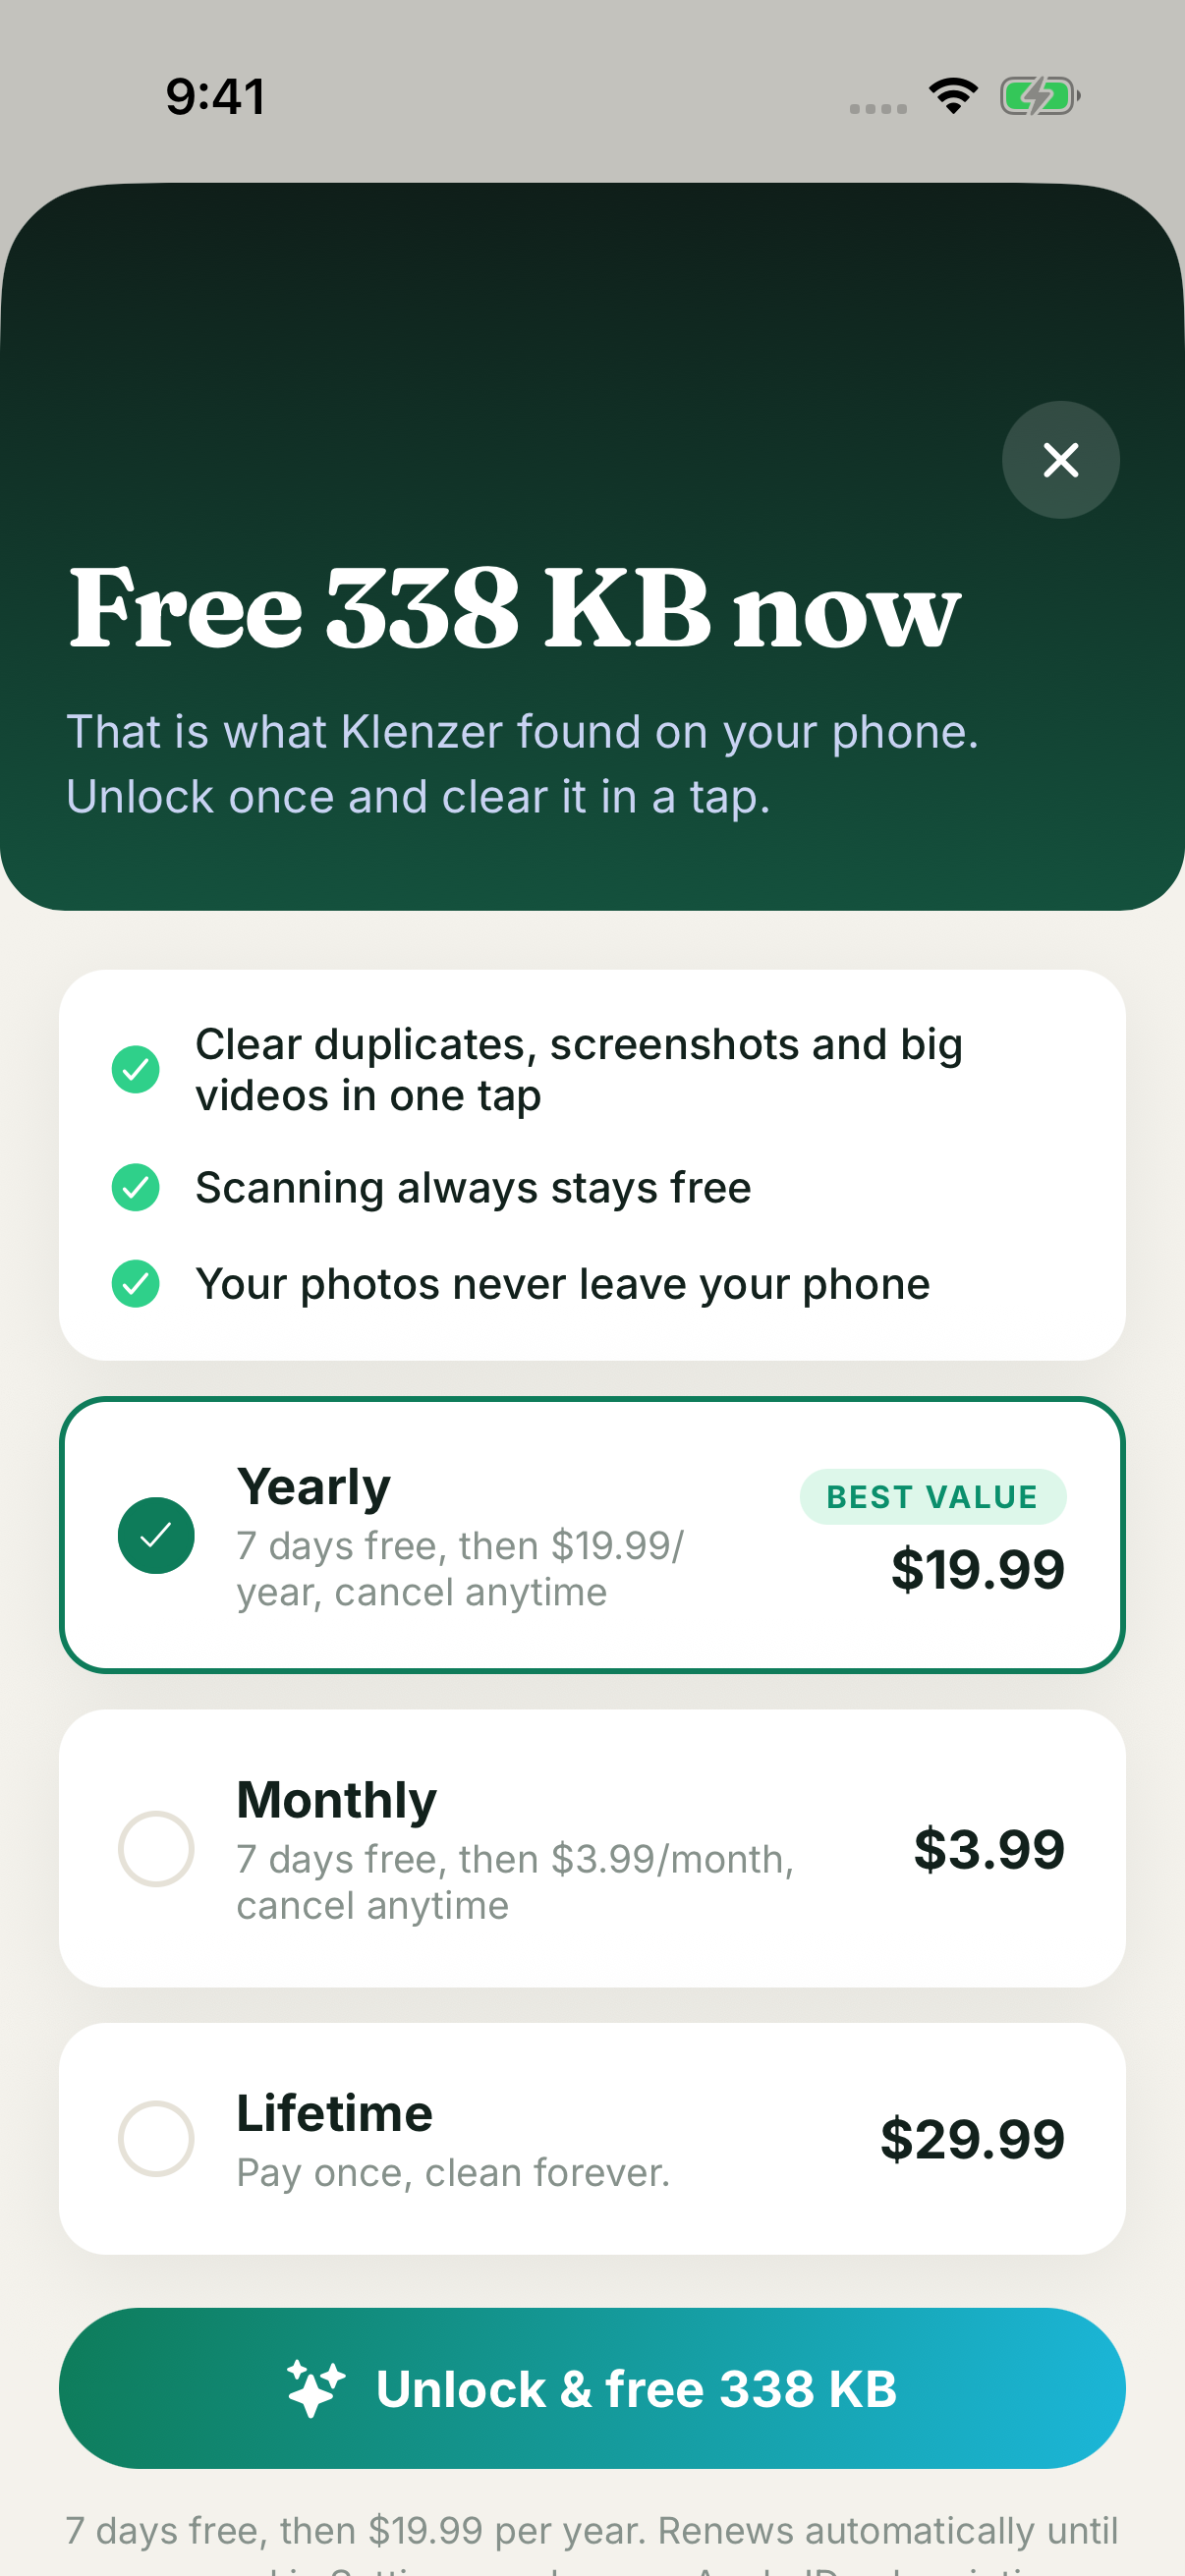 9:41
Free 338 KB now
That is what Klenzer found on your phone.
Unlock once and clear it in a tap.
Clear duplicates, screenshots and big
videos in one tap
Scanning always stays free
Your photos never leave your phone
Yearly
BEST VALUE
7 days free, then $19.99/
year, cancel anytime
$19.99
Monthly
7 days free, then $3.99/month,
cancel anytime
$3.99
Lifetime
Pay once, clean forever.
$29.99
Unlock & free 338 KB
7 days free, then $19.99 per year. Renews automatically until